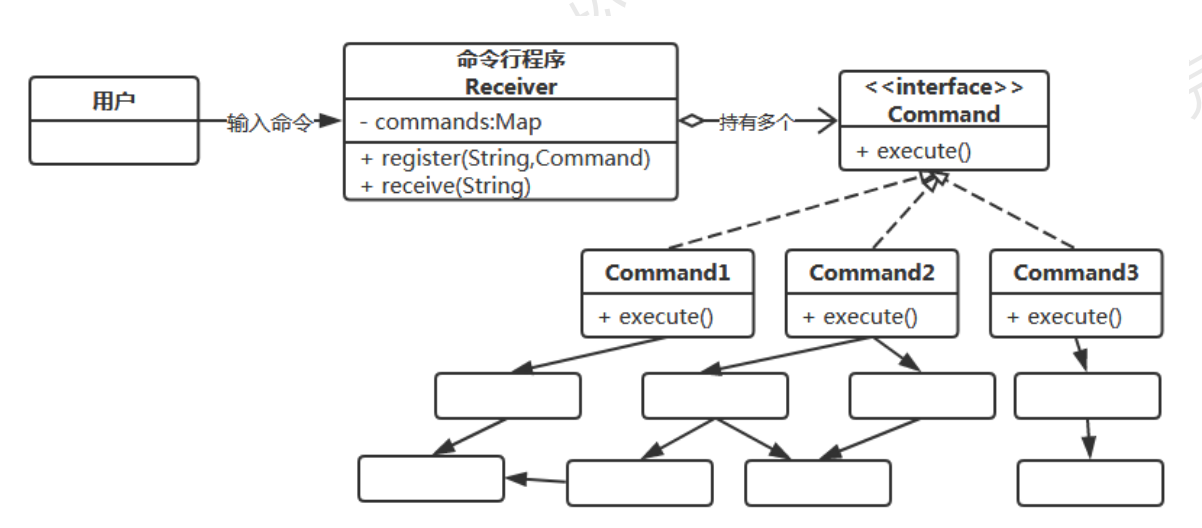 用户
输入命令
命令行程序
Receiver
- commands:Map
+ register(String,Command)
+ receive(String)
持有多个
<<interface>>
Command
+ execute()
Command1
+ execute()
Command2
+ execute()
Command3
+ execute()